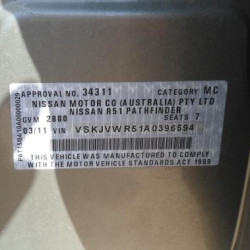 APPROVAL NO. 34311 CATEGORY MC
NISSAN MOTOR CO (AUSTRALIA) PTY LTD
NISSAN R51 PATHFINDER
GVM 2880 SEATS 7
03/11 VIN VSKJVWR51A0396594
THIS VEHICLE WAS MANUFACTURED TO COMPLY
WITH THE MOTOR VEHICLE STANDARDS ACT 1989